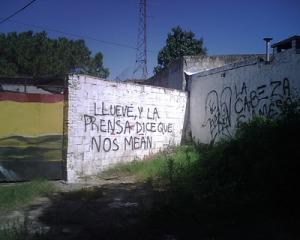 LLUEVE, Y LA
PRENSA DICE QUE
NOS MEAN
LA
CABEZA